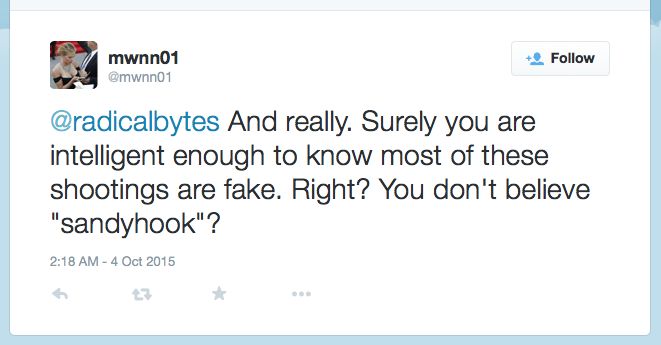 mwnn01
@mwnn01
Follow
@radicalbytes And really. Surely you are
intelligent enough to know most of these
shootings are fake. Right? You don't believe
"sandyhook"?
2:18 AM - 4 Oct 2015